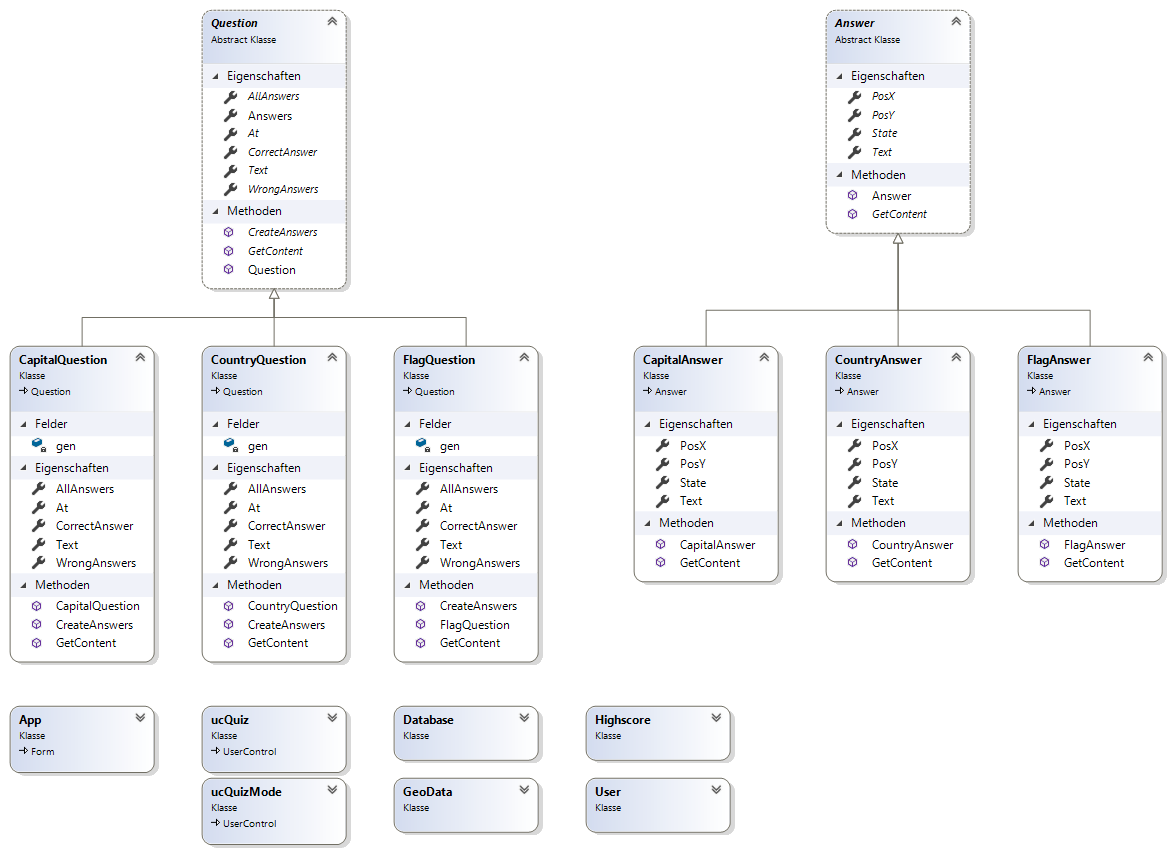 Question
Abstract Klasse
Eigenschaften
AllAnswers
Answers
At
CorrectAnswer
Text
WrongAnswers
Methoden
CreateAnswers
GetContent
Question
Answer
Abstract Klasse
Eigenschaften
PosX
PosY
State
Text
Methoden
Answer
GetContent
CapitalQuestion
Klasse
Question
Felder
gen
Eigenschaften
AllAnswers
At
CorrectAnswer
Text
WrongAnswers
Methoden
CapitalQuestion
CreateAnswers
GetContent
CountryQuestion
Klasse
Question
Felder
gen
Eigenschaften
AllAnswers
At
CorrectAnswer
Text
WrongAnswers
Methoden
CountryQuestion
CreateAnswers
GetContent
FlagQuestion
Klasse
Question
Felder
gen
Eigenschaften
AllAnswers
At
CorrectAnswer
Text
WrongAnswers
Methoden
CreateAnswers
FlagQuestion
GetContent
CapitalAnswer
Klasse
Answer
Eigenschaften
PosX
PosY
State
Text
Methoden
CapitalAnswer
GetContent
CountryAnswer
Klasse
Answer
Eigenschaften
PosX
PosY
State
Text
Methoden
CountryAnswer
GetContent
FlagAnswer
Klasse
Answer
Eigenschaften
PosX
PosY
State
Text
Methoden
FlagAnswer
GetContent
App
Klasse
Form
ucQuiz
Klasse
UserControl
Database
Klasse
Highscore
Klasse
ucQuizMode
Klasse
UserControl
GeoData
Klasse
User
Klasse